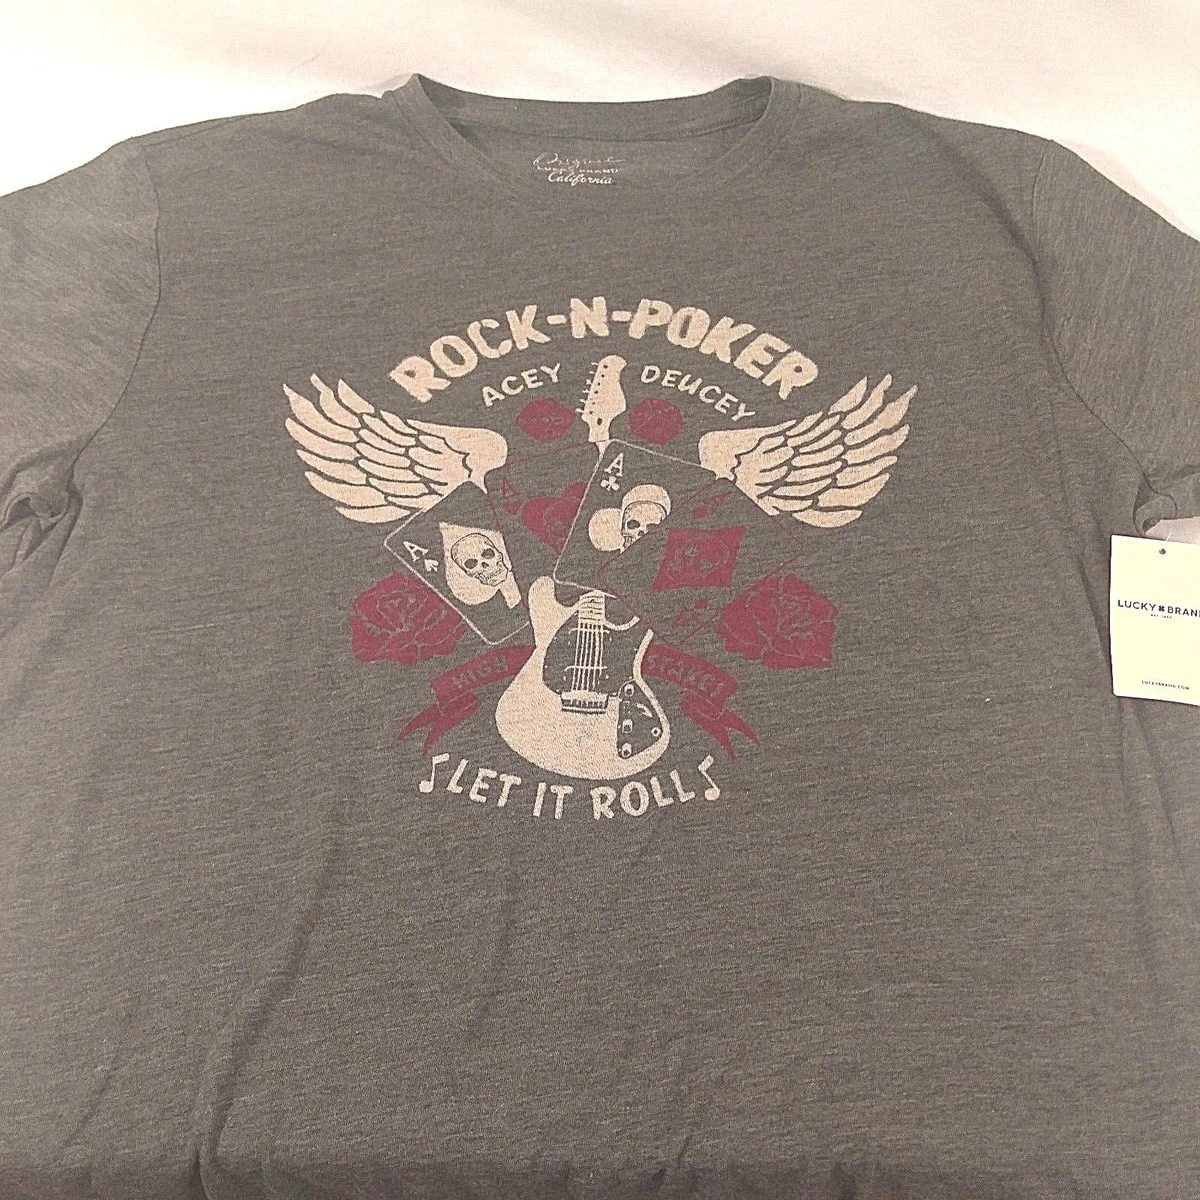 Original
LUCKY BRAND
California
ROCK-N-POKER
ACEY DEUCEY
A
A
A
A
HIGH STAKES
LET IT ROLL
LUCKY BRAND
LUCKYBRAND.COM